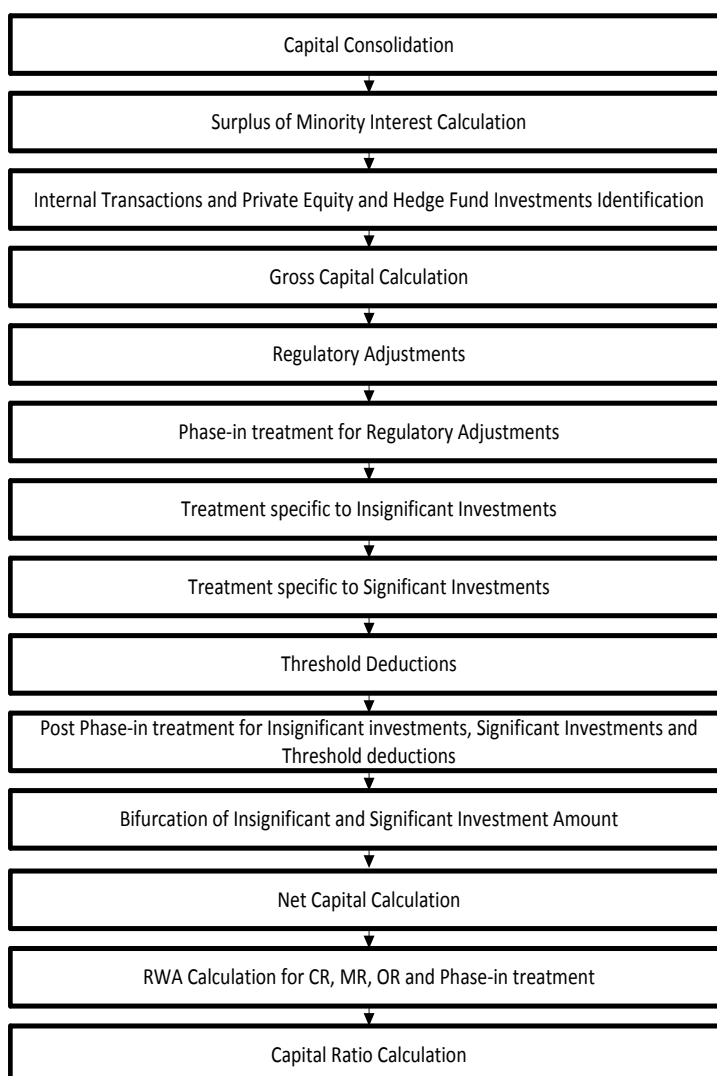 Capital Consolidation
Surplus of Minority Interest Calculation
Internal Transactions and Private Equity and Hedge Fund Investments Identification
Gross Capital Calculation
Regulatory Adjustments
Phase-in treatment for Regulatory Adjustments
Treatment specific to Insignificant Investments
Treatment specific to Significant Investments
Threshold Deductions
Post Phase-in treatment for Insignificant investments, Significant Investments and
Threshold deductions
Bifurcation of Insignificant and Significant Investment Amount
Net Capital Calculation
RWA Calculation for CR, MR, OR and Phase-in treatment
Capital Ratio Calculation